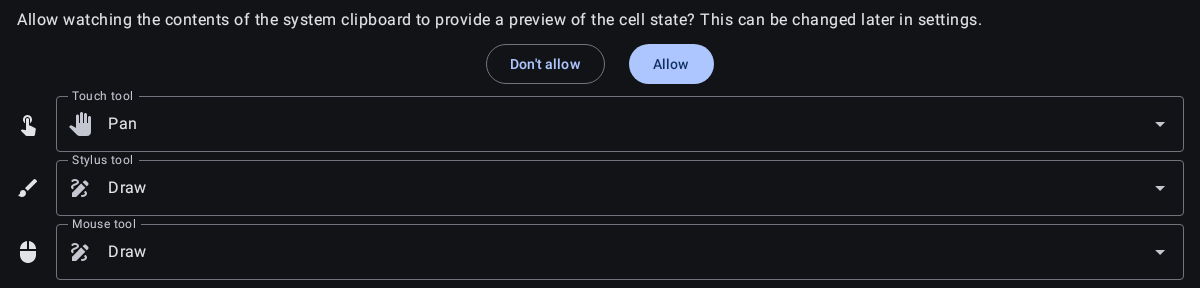 Allow watching the contents of the system clipboard to provide a preview of the cell state? This can be changed later in settings.
Don't allow
Allow
Touch tool
Pan
Stylus tool
Draw
Mouse tool
Draw